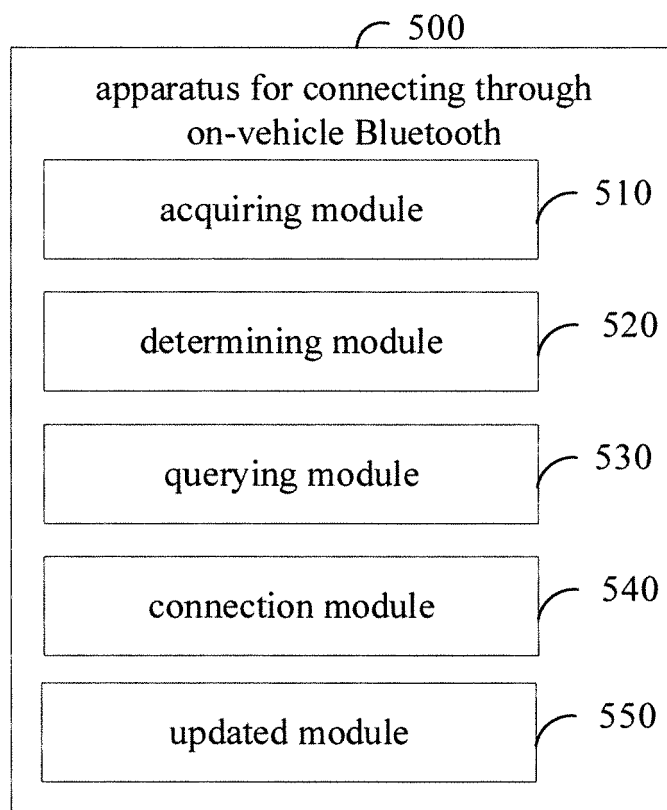 500
apparatus for connecting through
on-vehicle Bluetooth
acquiring module
510
determining module
520
querying module
530
connection module
540
updated module
550